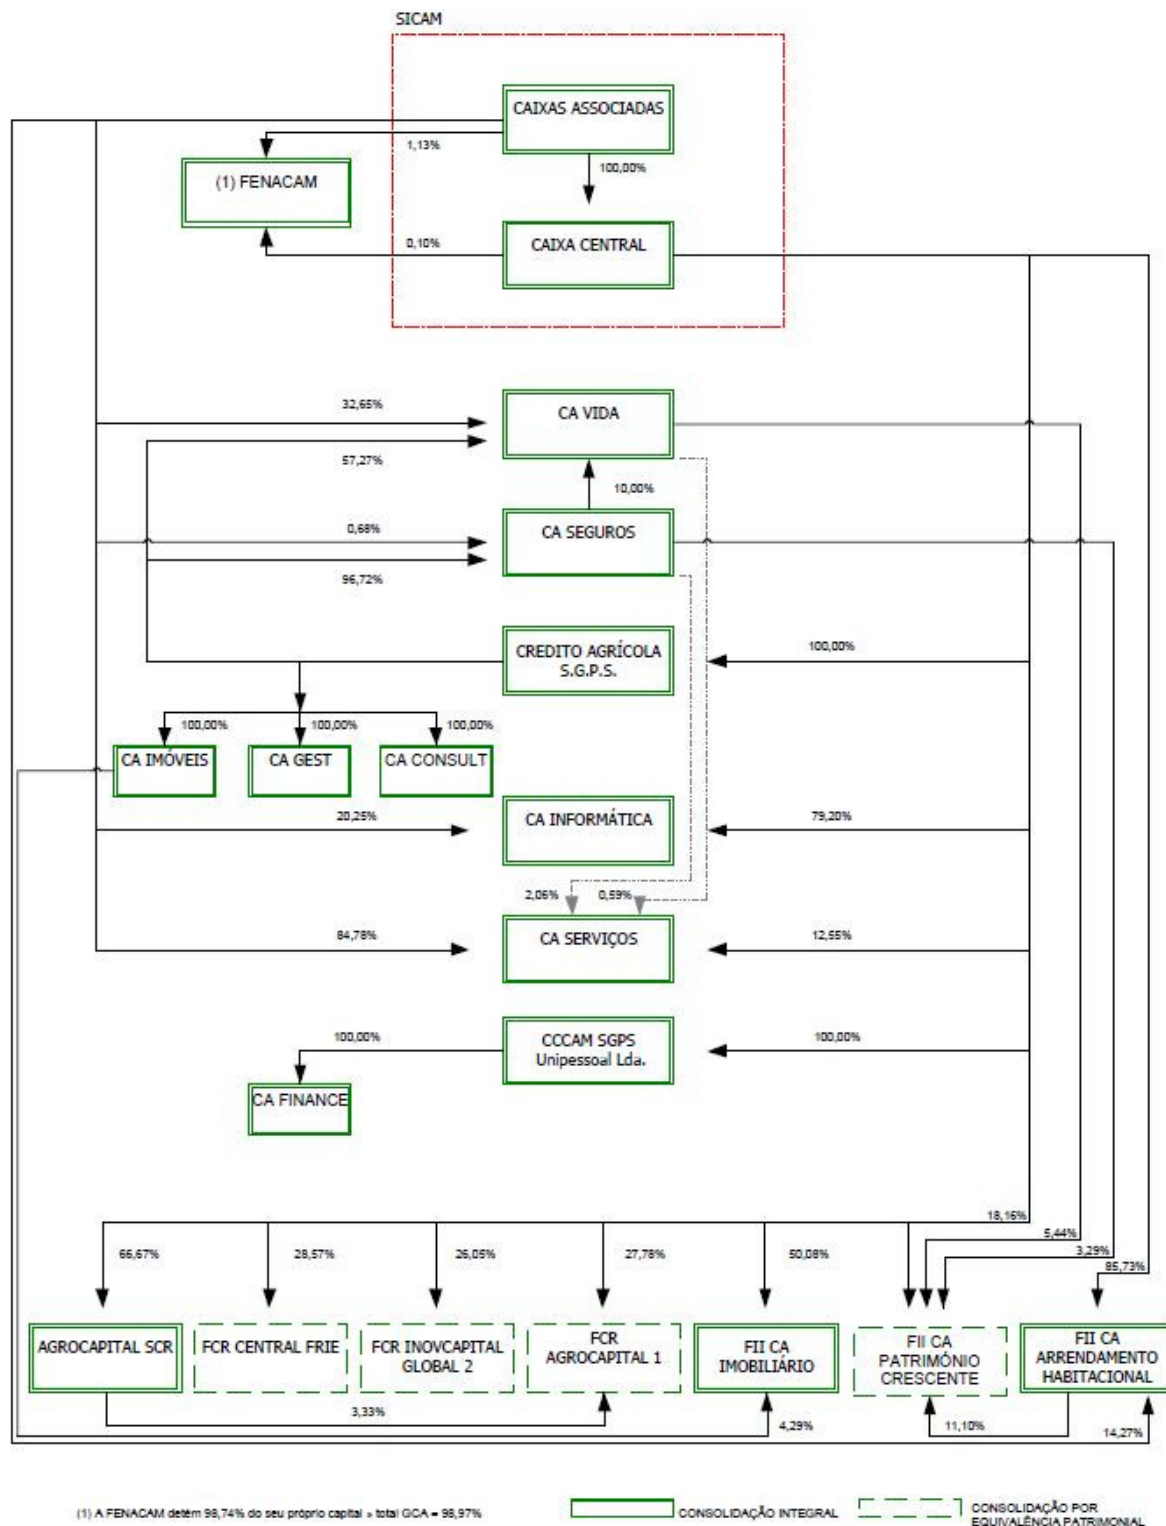 SICAM
CAIXAS ASSOCIADAS
1,13%
100,00%
(1) FENACAM
0,10%
CAIXA CENTRAL
32,65%
CA VIDA
57,27%
10,00%
0,68%
CA SEGUROS
96,72%
CREDITO AGRÍCOLA
S.G.P.S.
100,00%
100,00%
100,00%
100,00%
CA IMÓVEIS
CA GEST
CA CONSULT
20,25%
CA INFORMÁTICA
79,20%
2,06%
0,59%
84,78%
CA SERVIÇOS
12,55%
100,00%
CCCAM SGPS
Unipessoal Lda.
100,00%
CA FINANCE
18,16%
5,44%
3,29%
85,73%
66,67%
28,57%
26,05%
27,78%
50,08%
AGROCAPITAL SCR
FCR CENTRAL FRIE
FCR INOVCAPITAL
GLOBAL 2
FCR
AGROCAPITAL 1
FII CA
IMOBILIÁRIO
FII CA
PATRIMÓNIO
CRESCENTE
FII CA
ARRENDAMENTO
HABITACIONAL
3,33%
4,29%
11,10%
14,27%
(1) A FENACAM detém 98,74% do seu próprio capital » total GCA = 98,97%
CONSOLIDAÇÃO INTEGRAL
CONSOLIDAÇÃO POR
EQUIVALÊNCIA PATRIMONIAL